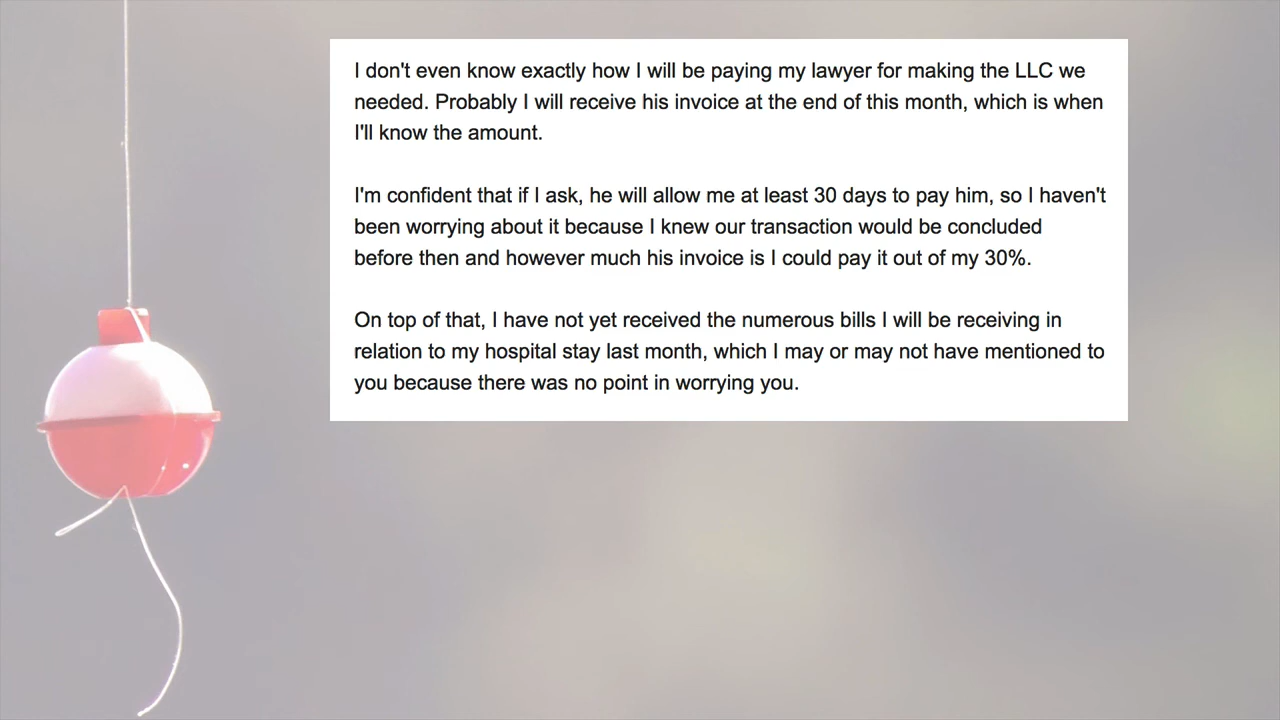 I don't even know exactly how I will be paying my lawyer for making the LLC we
needed. Probably I will receive his invoice at the end of this month, which is when
I'll know the amount.
I'm confident that if I ask, he will allow me at least 30 days to pay him, so I haven't
been worrying about it because I knew our transaction would be concluded
before then and however much his invoice is I could pay it out of my 30%.
On top of that, I have not yet received the numerous bills I will be receiving in
relation to my hospital stay last month, which I may or may not have mentioned to
you because there was no point in worrying you.